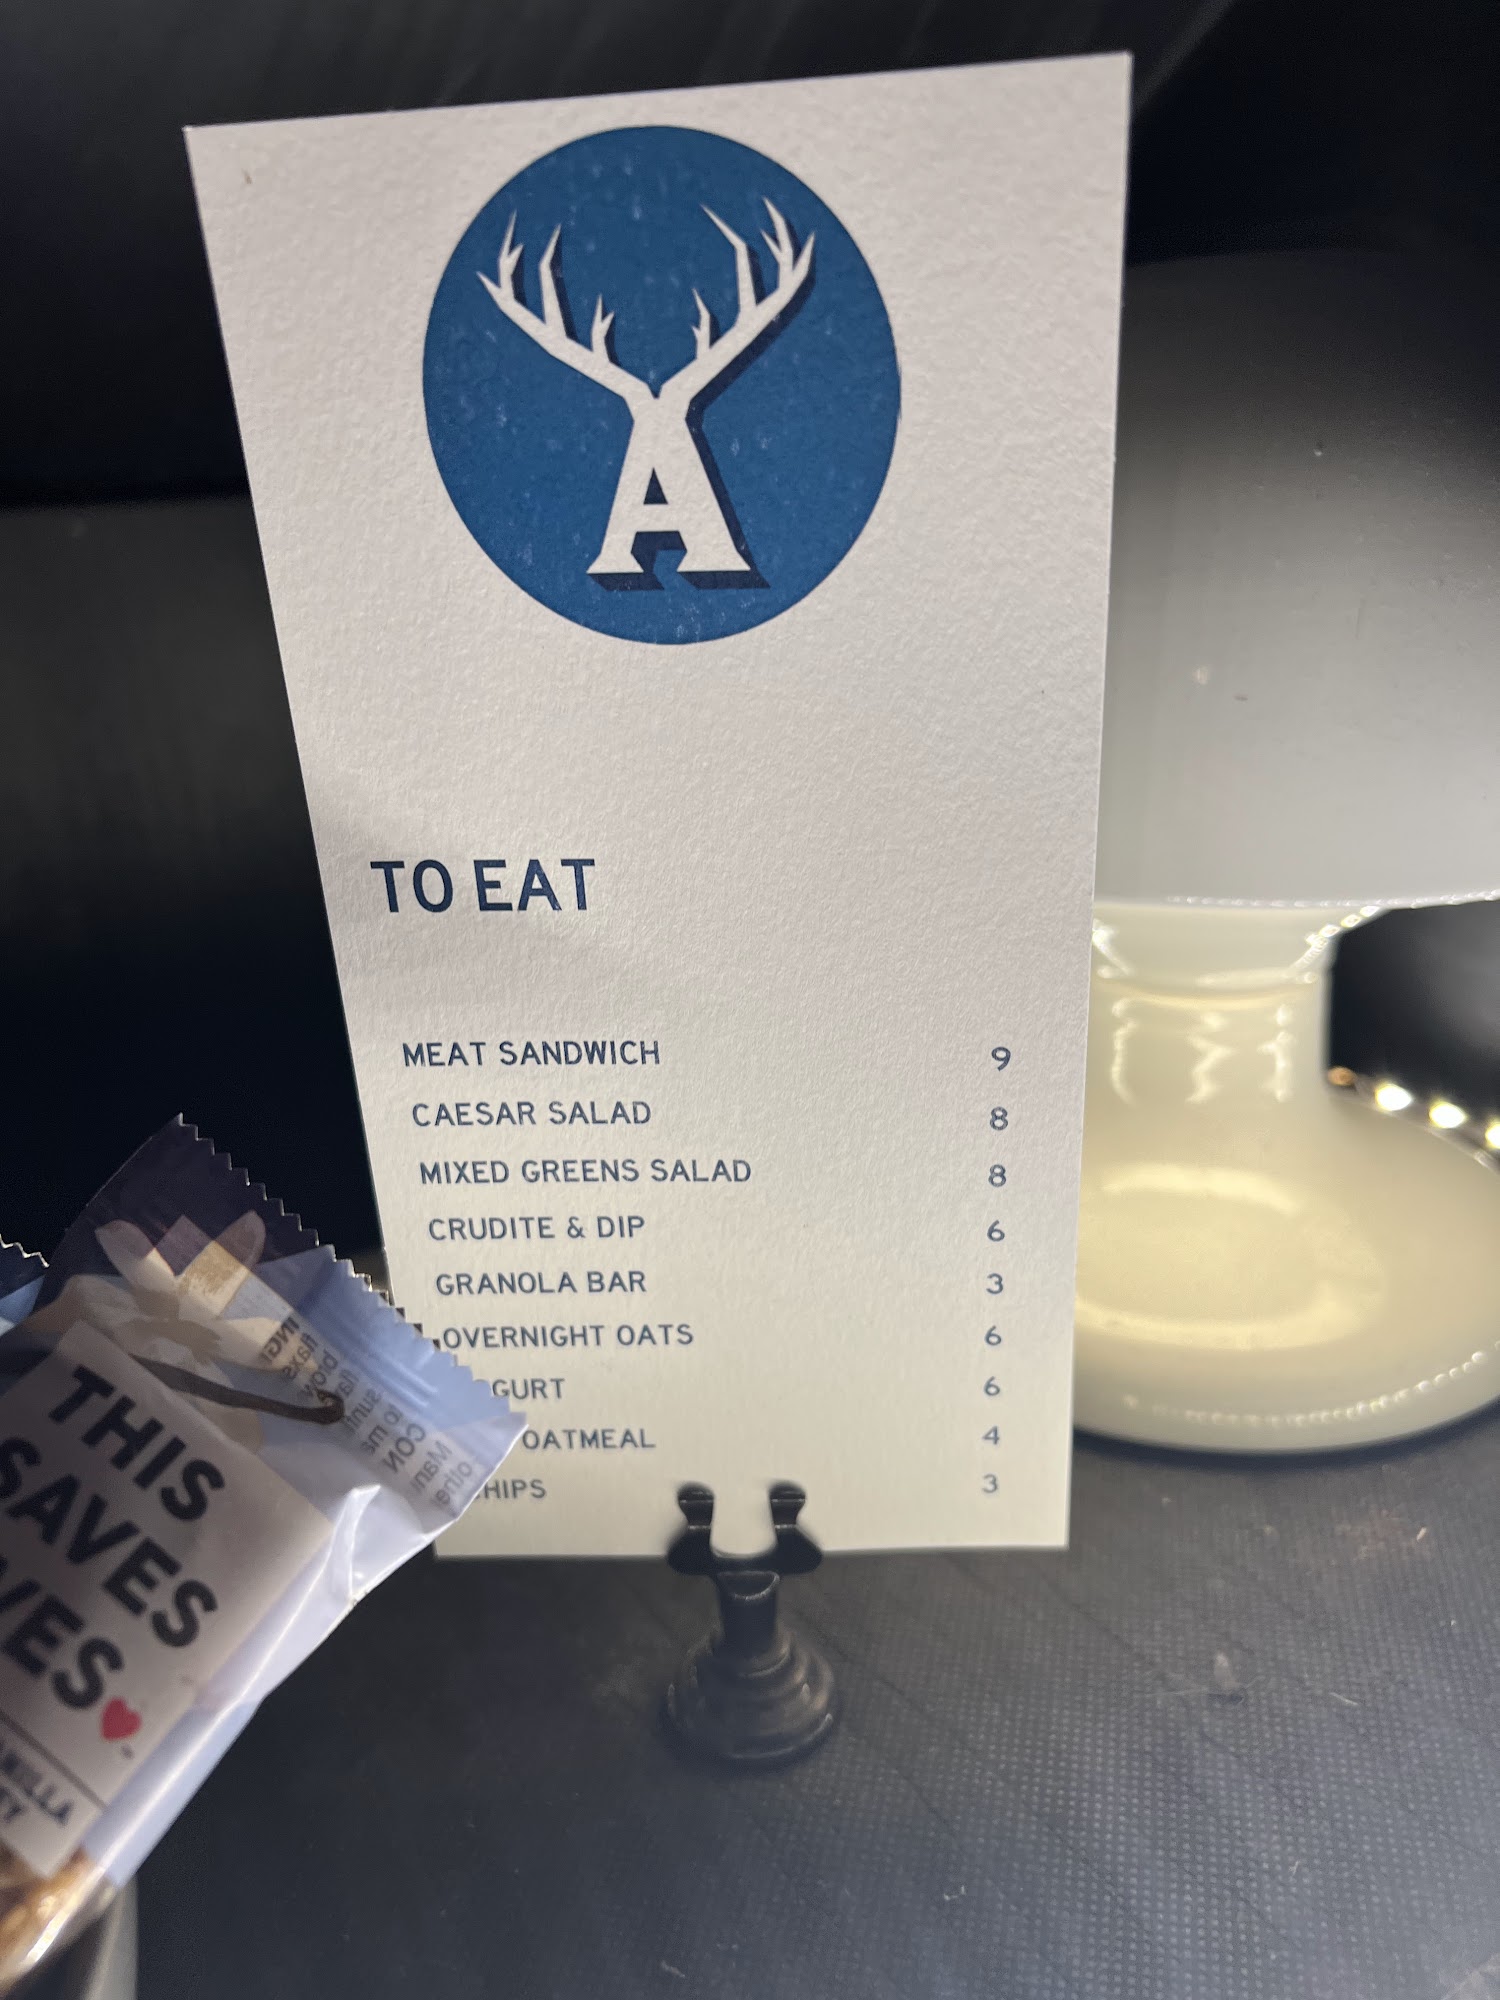 A
TO EAT
MEAT SANDWICH 9
CAESAR SALAD 8
MIXED GREENS SALAD 8
CRUDITE & DIP 6
GRANOLA BAR 3
OVERNIGHT OATS 6
GURT 6
OATMEAL 4
HIPS 3
THIS
SAVES
VES